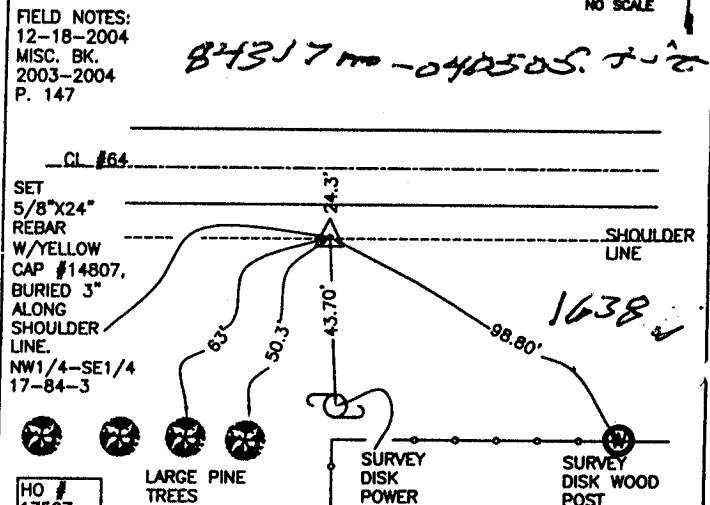 NO SCALE
FIELD NOTES:
12-18-2004
MISC. BK.
2003-2004
P. 147
CL #64
24.3'
SET
5/8"X24"
REBAR
W/YELLOW
CAP #14807,
BURIED 3"
ALONG
SHOULDER
LINE.
NW1/4-SE1/4
17-84-3
SHOULDER
LINE
1638
63'
50.3'
43.70'
98.80'
W
LARGE PINE
TREES
SURVEY
DISK
POWER
SURVEY
DISK WOOD
POST
HO #